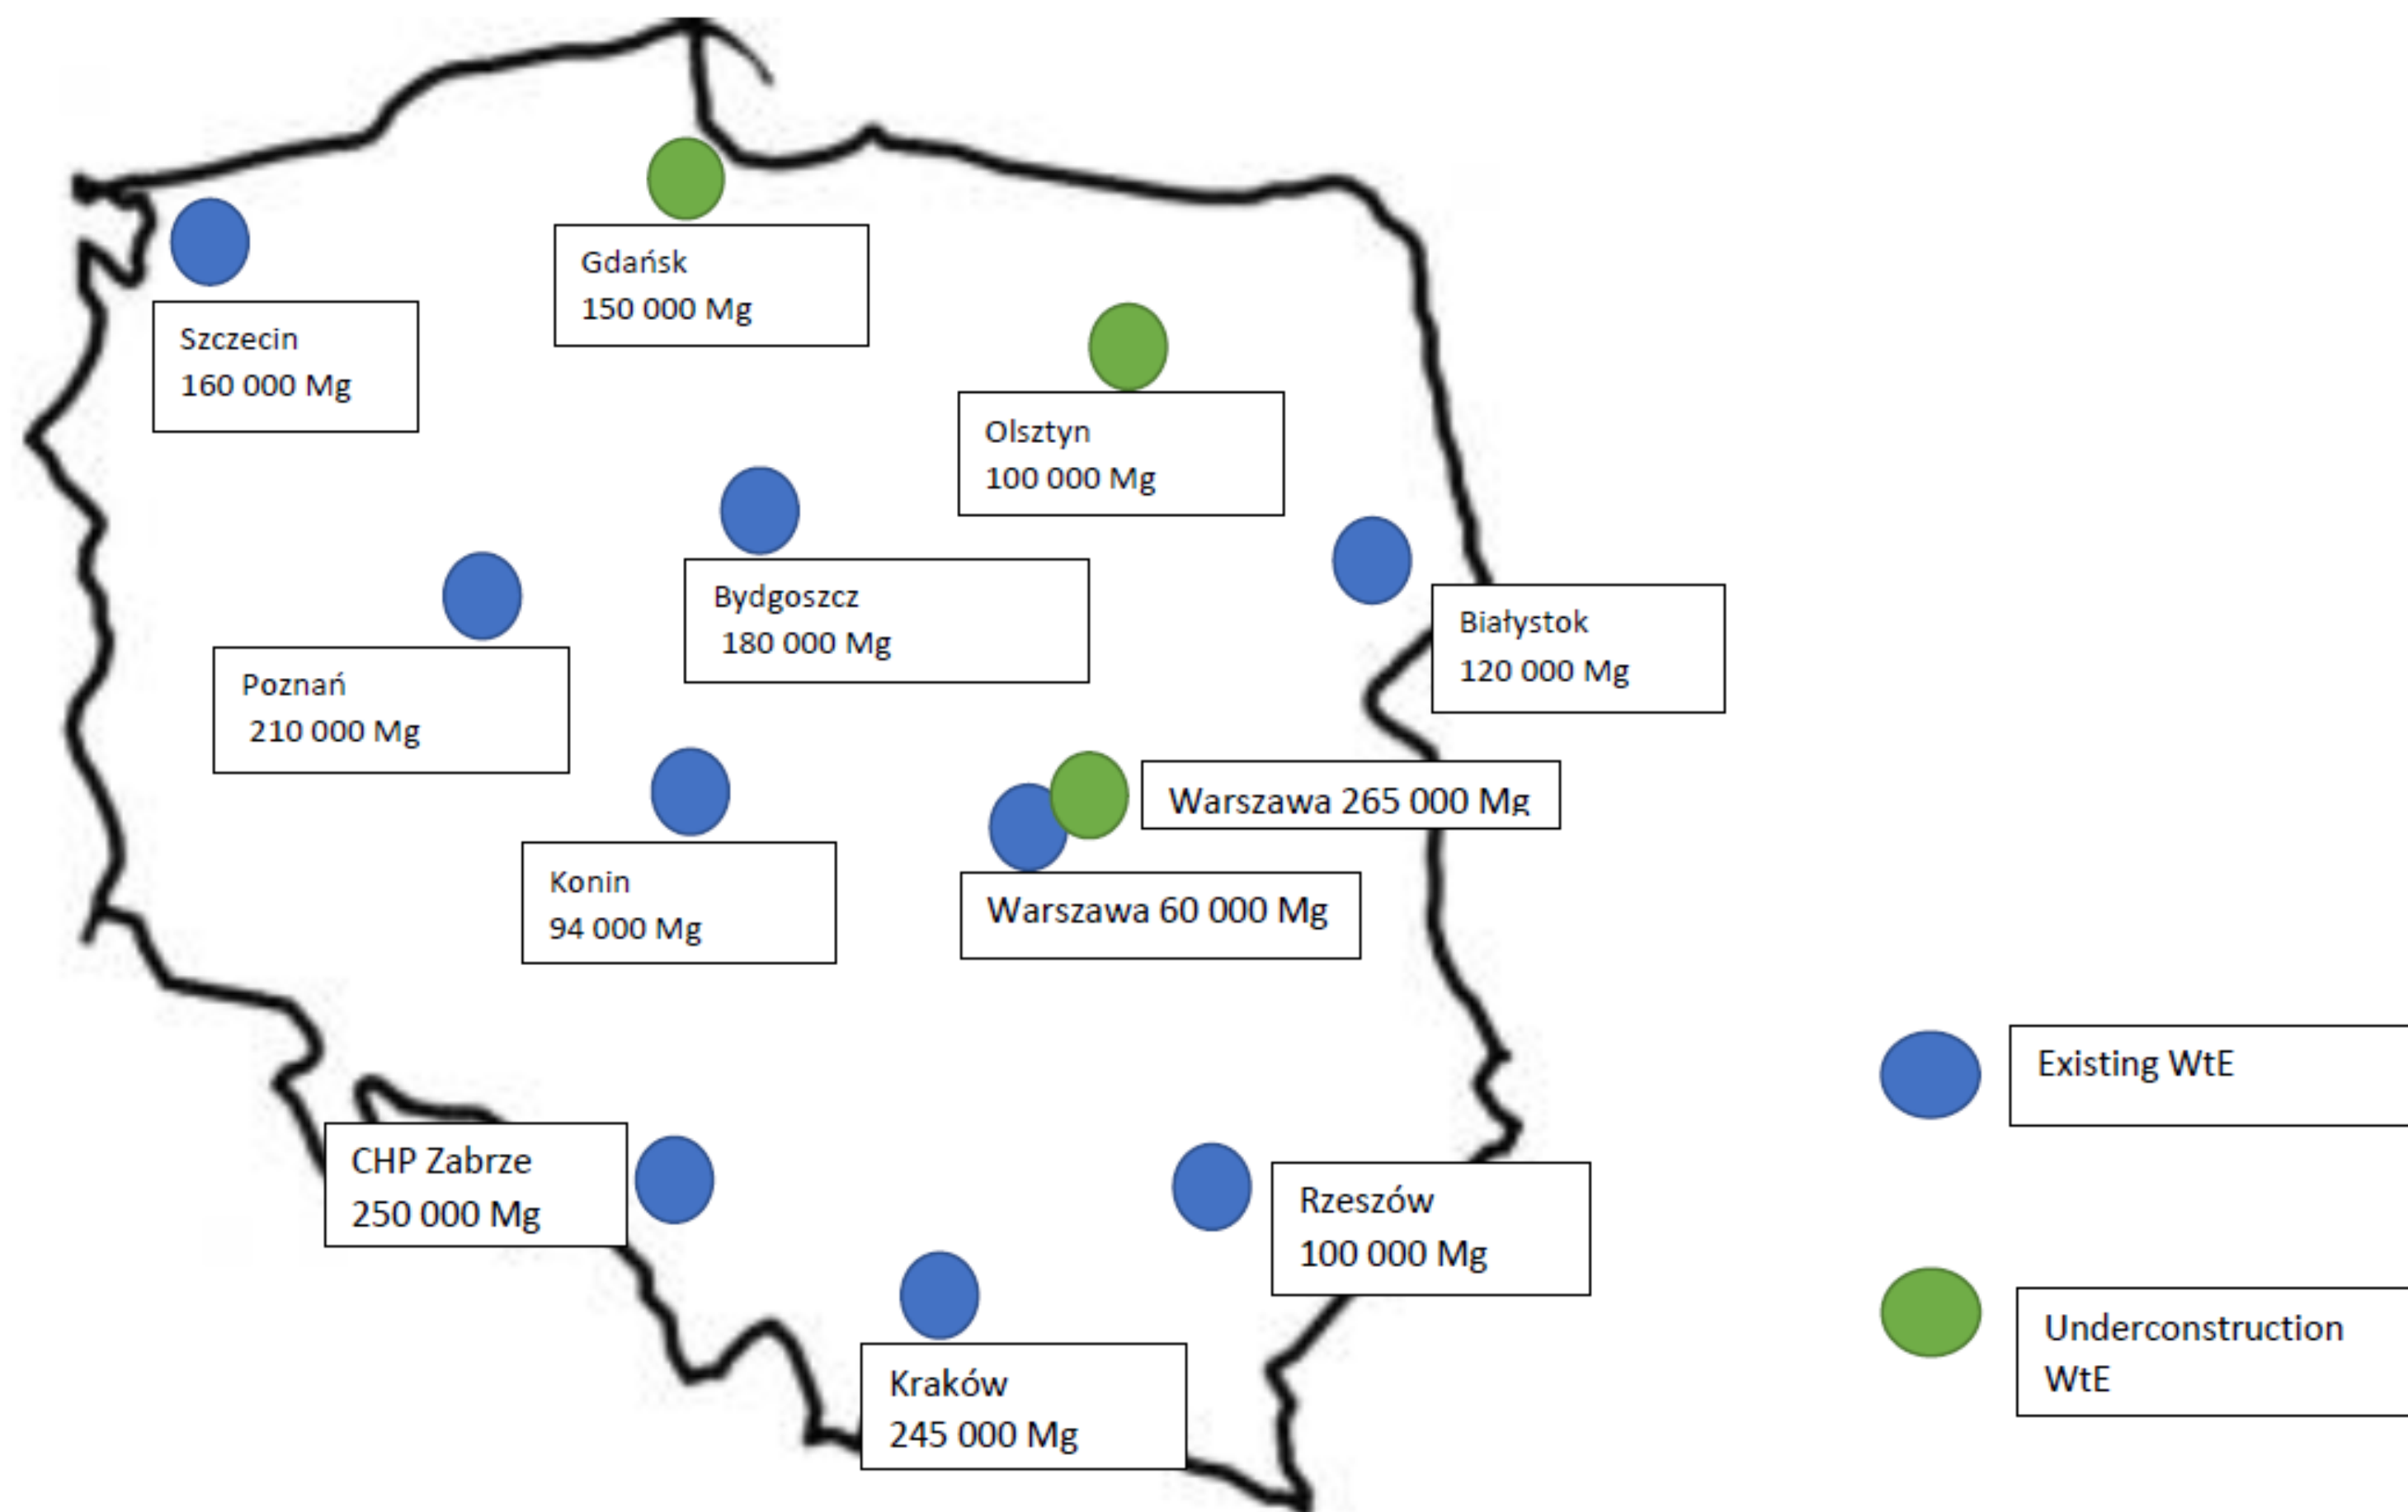 Gdańsk
150 000 Mg
Szczecin
160 000 Mg
Olsztyn
100 000 Mg
Bydgoszcz
180 000 Mg
Białystok
120 000 Mg
Poznań
210 000 Mg
Warszawa 265 000 Mg
Konin
94 000 Mg
Warszawa 60 000 Mg
Existing WtE
CHP Zabrze
250 000 Mg
Rzeszów
100 000 Mg
Underconstruction
WtE
Kraków
245 000 Mg